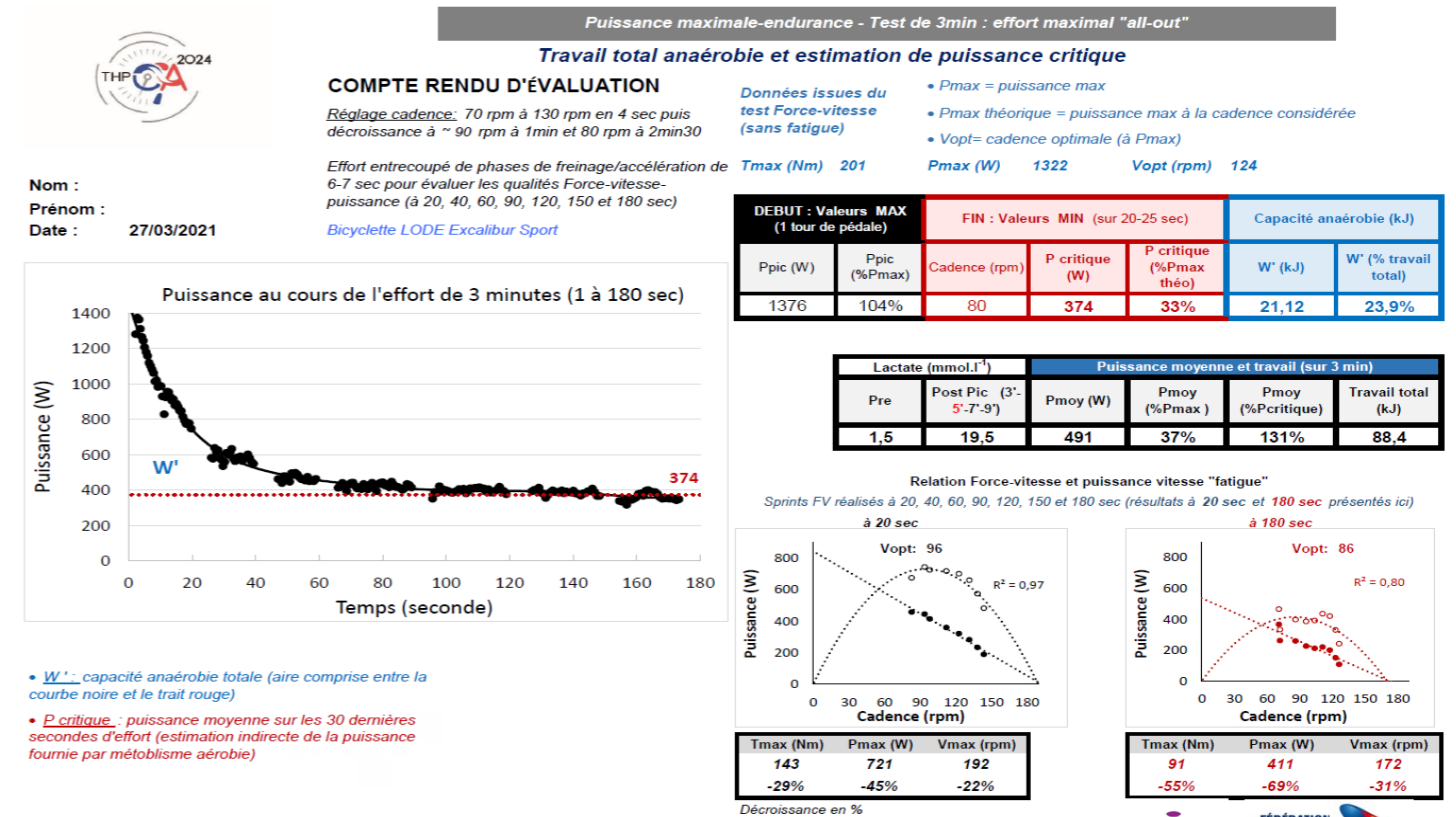 Puissance maximale-endurance - Test de 3min : effort maximal "all-out"
Travail total anaérobie et estimation de puissance critique
THP CA 2024
COMPTE RENDU D'ÉVALUATION
Réglage cadence: 70 rpm à 130 rpm en 4 sec puis
décroissance à ~ 90 rpm à 1min et 80 rpm à 2min30
Effort entrecoupé de phases de freinage/accélération de
6-7 sec pour évaluer les qualités Force-vitesse-
puissance (à 20, 40, 60, 90, 120, 150 et 180 sec)
Bicyclette LODE Excalibur Sport
Nom :
Prénom :
Date : 27/03/2021
Données issues du
test Force-vitesse
(sans fatigue)
• Pmax = puissance max
• Pmax théorique = puissance max à la cadence considérée
• Vopt= cadence optimale (à Pmax)
Tmax (Nm) 201 Pmax (W) 1322 Vopt (rpm) 124
DEBUT : Valeurs MAX
(1 tour de pédale)
FIN : Valeurs MIN (sur 20-25 sec)
Capacité anaérobie (kJ)
Ppic (W)
Ppic
(%Pmax)
Cadence (rpm)
P critique
(W)
P critique
(%Pmax
théo)
W' (kJ)
W' (% travail
total)
1376 104% 80 374 33% 21,12 23,9%
Lactate (mmol.l-1)
Puissance moyenne et travail (sur 3 min)
Pre
Post Pic (3'-
5'-7'-9')
Pmoy (W)
Pmoy
(%Pmax )
Pmoy
(%Pcritique)
Travail total
(kJ)
1,5 19,5 491 37% 131% 88,4
Puissance au cours de l'effort de 3 minutes (1 à 180 sec)
Puissance (W)
1400
1200
1000
800
600
400
200
0
W'
374
0 20 40 60 80 100 120 140 160 180
Temps (seconde)
• W ' : capacité anaérobie totale (aire comprise entre la
courbe noire et le trait rouge)
• P critique : puissance moyenne sur les 30 dernières
secondes d'effort (estimation indirecte de la puissance
fournie par métoblisme aérobie)
Relation Force-vitesse et puissance vitesse "fatigue"
Sprints FV réalisés à 20, 40, 60, 90, 120, 150 et 180 sec (résultats à 20 sec et 180 sec présentés ici)
à 20 sec
Vopt: 96
R² = 0,97
Puissance (W)
800
600
400
200
0
0 30 60 90 120 150 180
Cadence (rpm)
Tmax (Nm) Pmax (W) Vmax (rpm)
143 721 192
-29% -45% -22%
Décroissance en %
à 180 sec
Vopt: 86
R² = 0,80
Puissance (W)
800
600
400
200
0
0 30 60 90 120 150 180
Cadence (rpm)
Tmax (Nm) Pmax (W) Vmax (rpm)
91 411 172
-55% -69% -31%
FÉDÉRATION